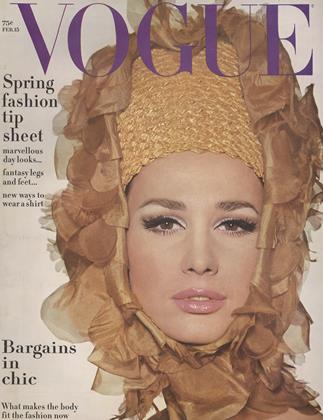 75¢
FEB. 15
VOGUE
Spring
fashion
tip
sheet
marvellous
day looks...
fantasy legs
and feet...
new ways to
wear a shirt
Bargains
in
chic
What makes the body
fit the fashion now